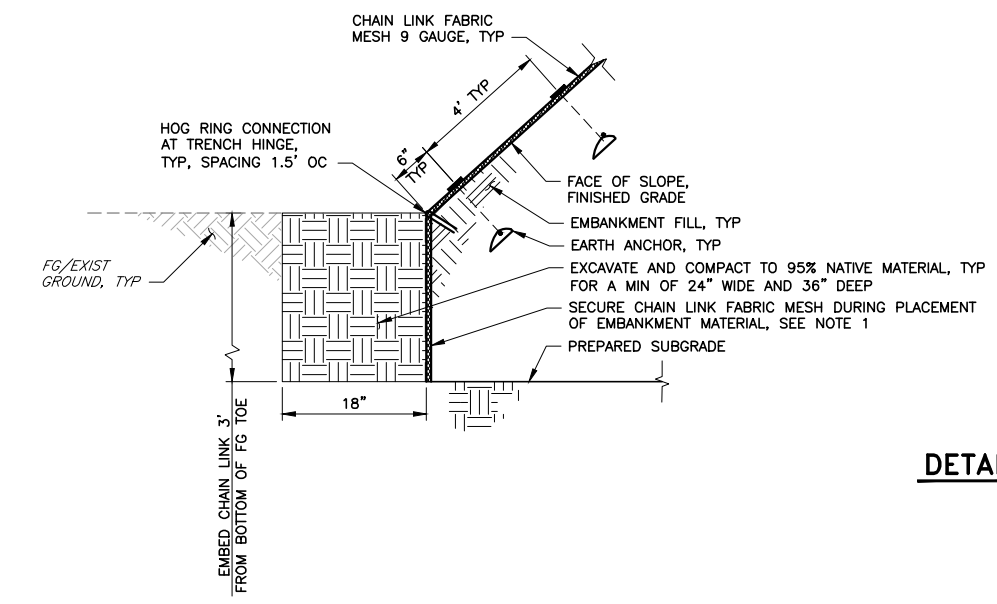 CHAIN LINK FABRIC
MESH 9 GAUGE, TYP
4' TYP
HOG RING CONNECTION
AT TRENCH HINGE,
TYP, SPACING 1.5' OC
6"
TYP
FACE OF SLOPE,
FINISHED GRADE
EMBANKMENT FILL, TYP
EARTH ANCHOR, TYP
FG/EXIST
GROUND, TYP
EXCAVATE AND COMPACT TO 95% NATIVE MATERIAL, TYP
FOR A MIN OF 24" WIDE AND 36" DEEP
SECURE CHAIN LINK FABRIC MESH DURING PLACEMENT
OF EMBANKMENT MATERIAL, SEE NOTE 1
PREPARED SUBGRADE
18"
EMBED CHAIN LINK 3'
FROM BOTTOM OF FG TOE
DETA